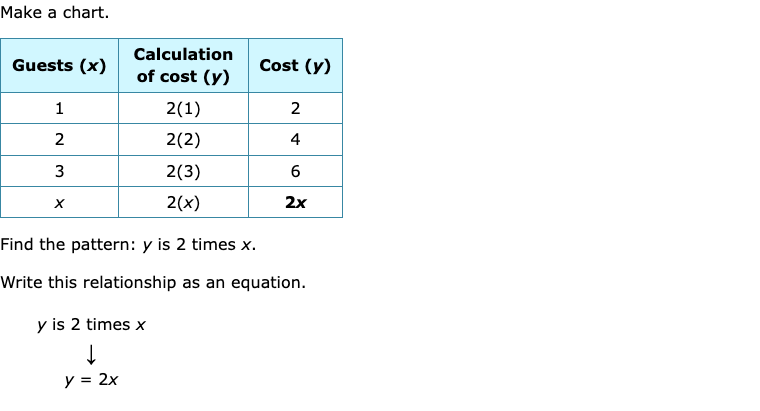 Make a chart.
Guests (x) Calculation of cost (y) Cost (y)
1 2(1) 2
2 2(2) 4
3 2(3) 6
x 2(x) 2x
Find the pattern: y is 2 times x.
Write this relationship as an equation.
y is 2 times x
↓
y = 2x